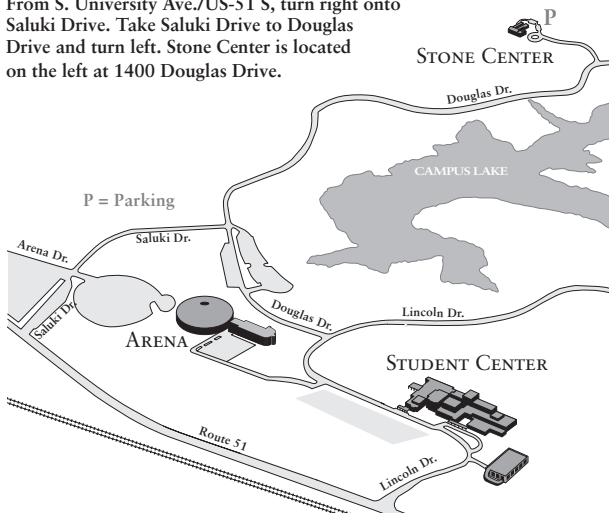 From S. University Ave./US-51 S, turn right onto
Saluki Drive. Take Saluki Drive to Douglas
Drive and turn left. Stone Center is located
on the left at 1400 Douglas Drive.
P
STONE CENTER
Douglas Dr.
CAMPUS LAKE
P = Parking
Saluki Dr.
Arena Dr.
Saluki Dr.
ARENA
Douglas Dr.
Lincoln Dr.
STUDENT CENTER
Route 51
Lincoln Dr.